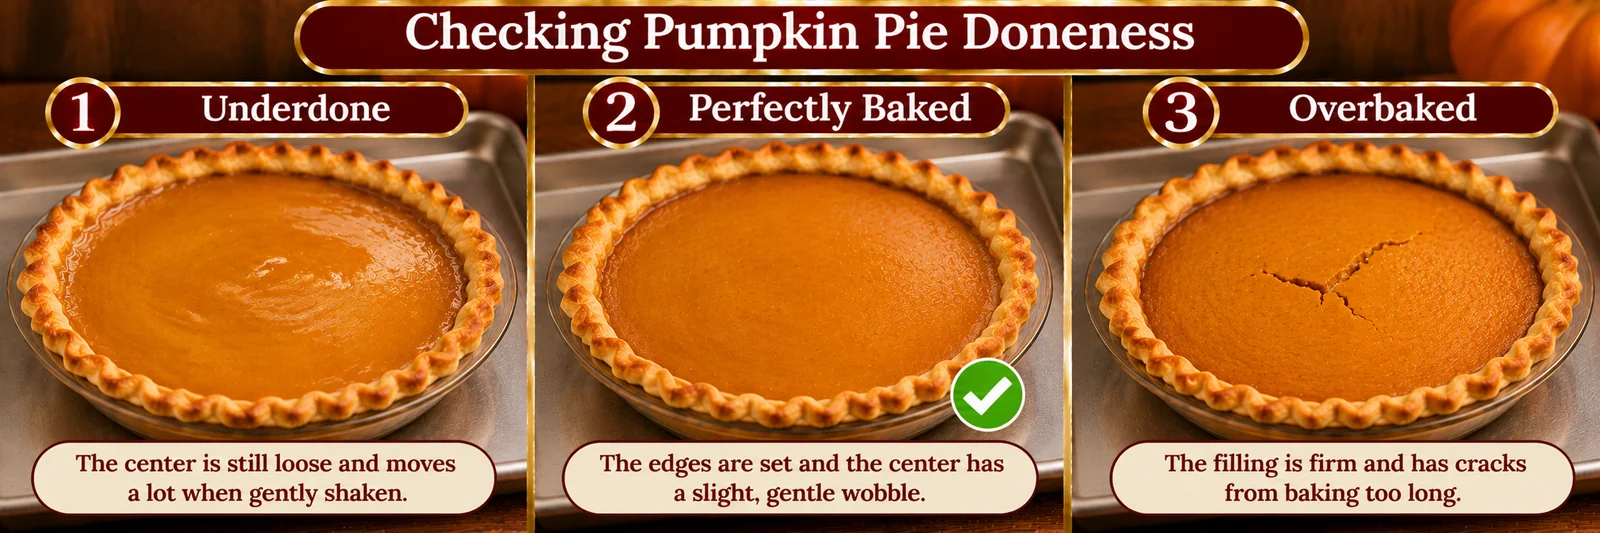 Checking Pumpkin Pie Doneness
1 Underdone
The center is still loose and moves
a lot when gently shaken.
2 Perfectly Baked
The edges are set and the center has
a slight, gentle wobble.
3 Overbaked
The filling is firm and has cracks
from baking too long.